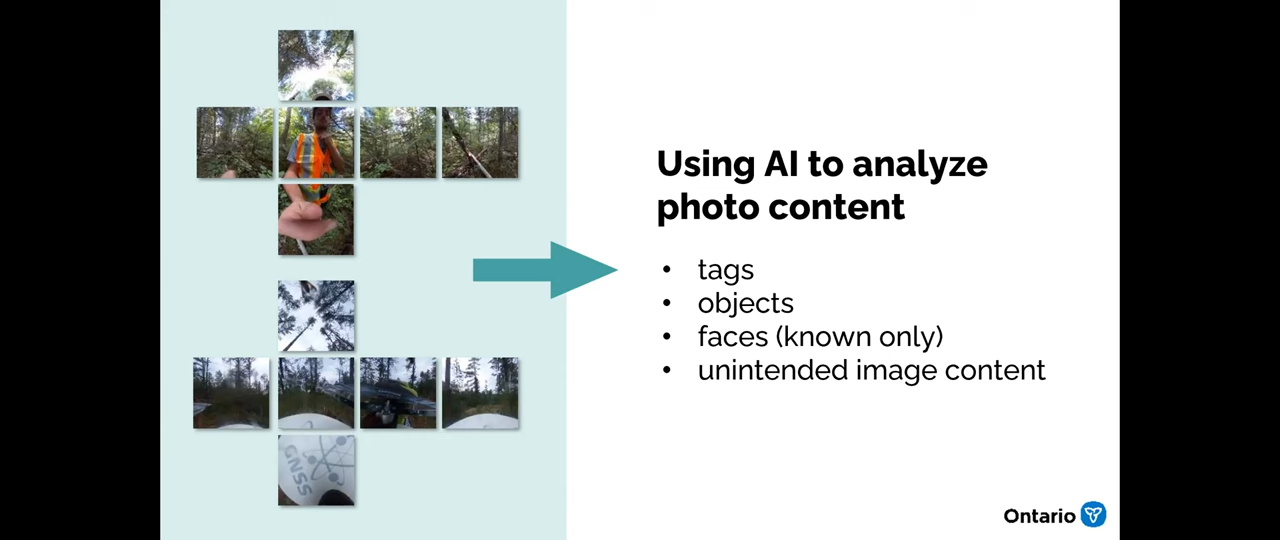 Using AI to analyze
photo content
• tags
• objects
• faces (known only)
• unintended image content
GNSS
Ontario